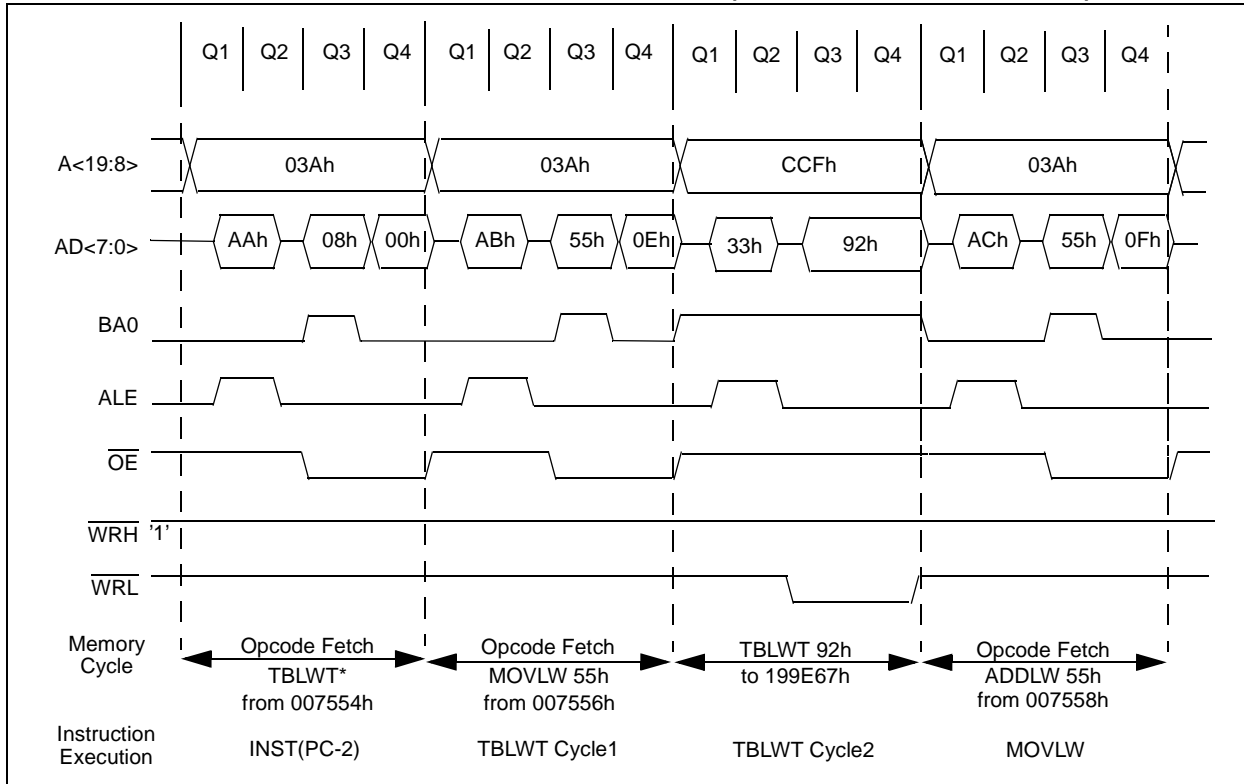 Q1 Q2 Q3 Q4 Q1 Q2 Q3 Q4 Q1 Q2 Q3 Q4 Q1 Q2 Q3 Q4
A<19:8> 03Ah 03Ah CCFh 03Ah
AD<7:0> AAh 08h 00h ABh 55h 0Eh 33h 92h ACh 55h 0Fh
BA0
ALE
OE
WRH '1'
WRL
Memory Cycle
Opcode Fetch
TBLWT*
from 007554h
Opcode Fetch
MOVLW 55h
from 007556h
TBLWT 92h
to 199E67h
Opcode Fetch
ADDLW 55h
from 007558h
Instruction Execution
INST(PC-2) TBLWT Cycle1 TBLWT Cycle2 MOVLW